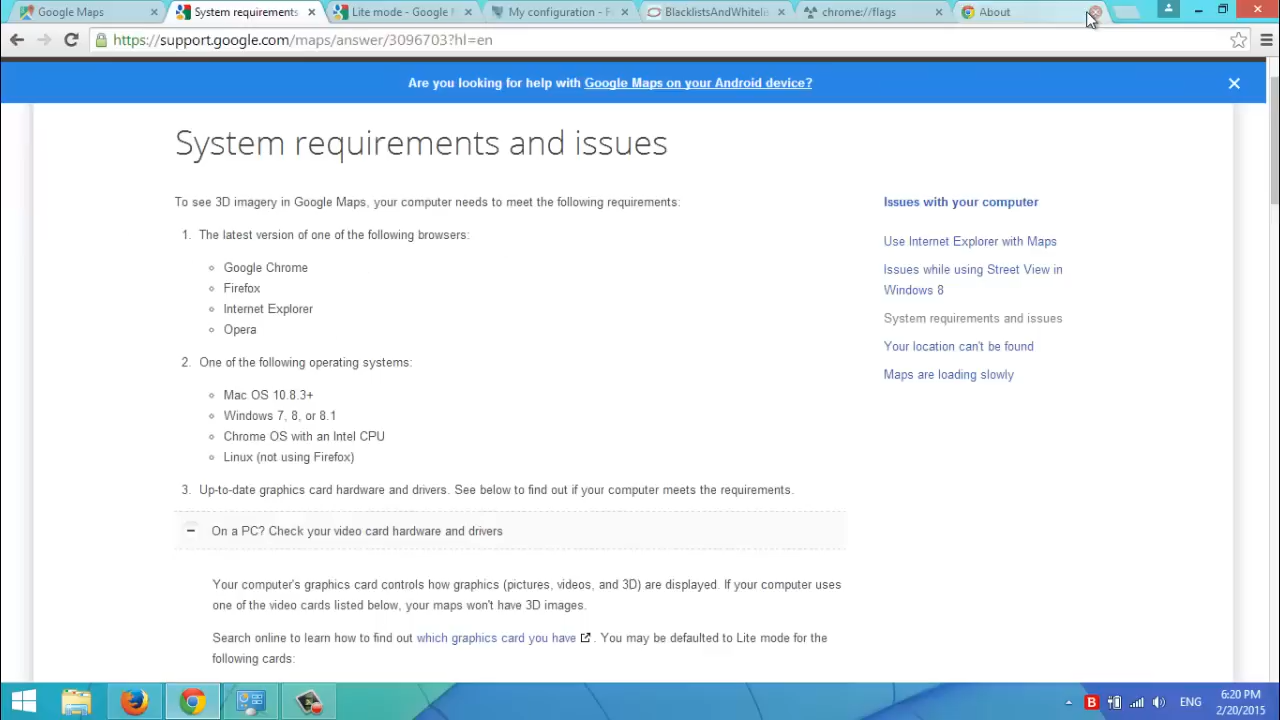 Google Maps
System requirements
Lite mode - Google
My configuration - F
BlacklistsAndWhiteli
chrome://flags
About
https://support.google.com/maps/answer/3096703?hl=en
Are you looking for help with Google Maps on your Android device?
System requirements and issues
To see 3D imagery in Google Maps, your computer needs to meet the following requirements:
1. The latest version of one of the following browsers:
Google Chrome
Firefox
Internet Explorer
Opera
2. One of the following operating systems:
Mac OS 10.8.3+
Windows 7, 8, or 8.1
Chrome OS with an Intel CPU
Linux (not using Firefox)
3. Up-to-date graphics card hardware and drivers. See below to find out if your computer meets the requirements.
On a PC? Check your video card hardware and drivers
Your computer's graphics card controls how graphics (pictures, videos, and 3D) are displayed. If your computer uses
one of the video cards listed below, your maps won't have 3D images.
Search online to learn how to find out which graphics card you have . You may be defaulted to Lite mode for the
following cards:
Issues with your computer
Use Internet Explorer with Maps
Issues while using Street View in
Windows 8
System requirements and issues
Your location can't be found
Maps are loading slowly
B
ENG
6:20 PM
2/20/2015